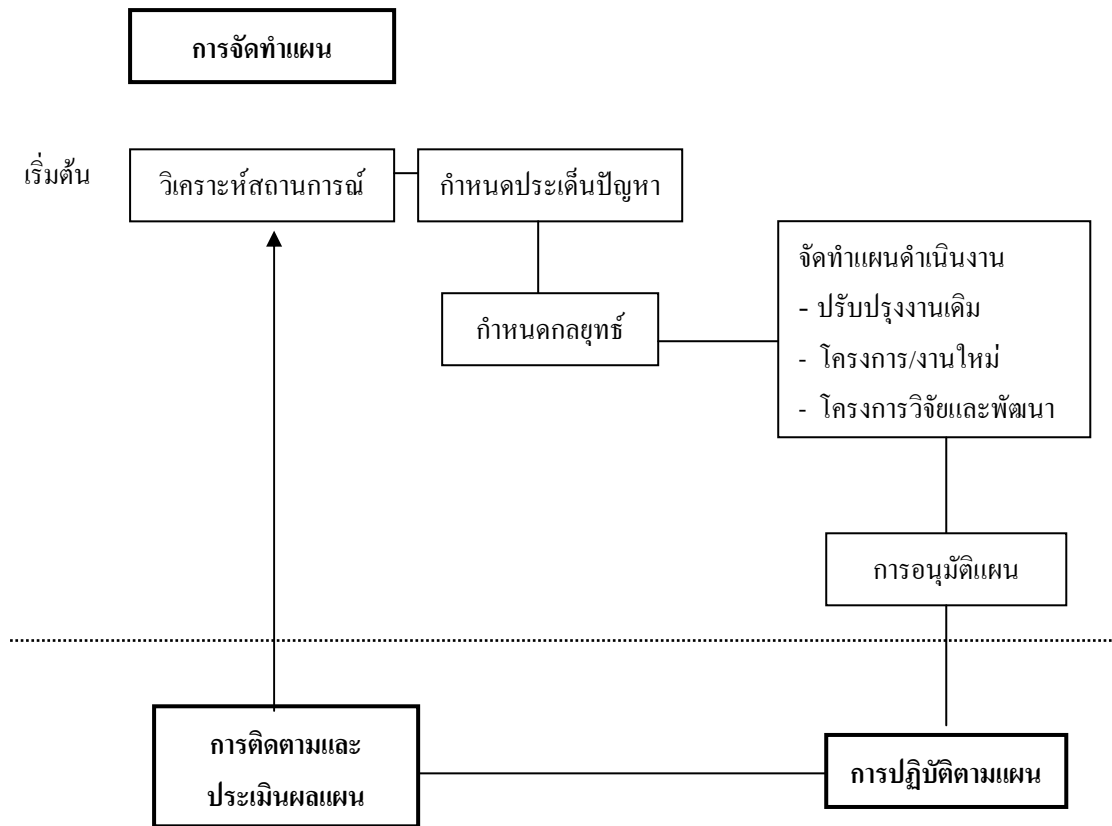 การจัดทำแผน
เริ่มต้น
วิเคราะห์สถานการณ์
กำหนดประเด็นปัญหา
กำหนดกลยุทธ์
จัดทำแผนดำเนินงาน
- ปรับปรุงงานเดิม
- โครงการ/งานใหม่
- โครงการวิจัยและพัฒนา
การอนุมัติแผน
การติดตามและ
ประเมินผลแผน
การปฏิบัติตามแผน